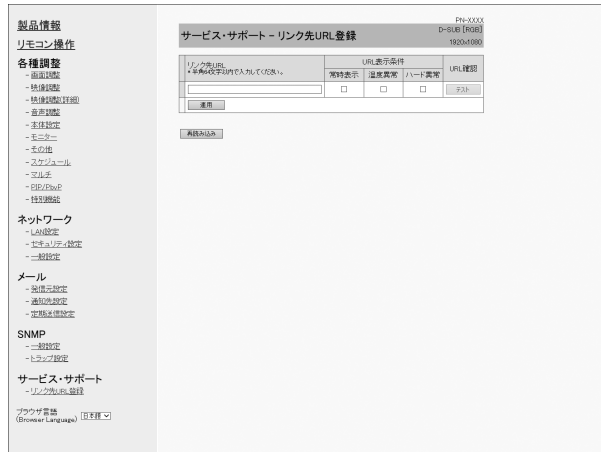 製品情報
リモコン操作
各種調整
- 画面調整
- 映像調整
- 映像調整(詳細)
- 音声調整
- 本体設定
- モニター
- その他
- スケジュール
- マルチ
- PIP/PbyP
- 特別機能
ネットワーク
- LAN設定
- セキュリティ設定
- 一般設定
メール
- 発信元設定
- 通知先設定
- 定期送信設定
SNMP
- 一般設定
- トラップ設定
サービス・サポート
- リンク先URL登録
ブラウザ言語
(Browser Language) 日本語
PN-XXXX
サービス・サポート – リンク先URL登録
D-SUB [RGB]
1920x1080
リンク先URL
* 半角64文字以内で入力してください。
URL表示条件
URL確認
常時表示 温度異常 ハード異常
テスト
適用
再読み込み